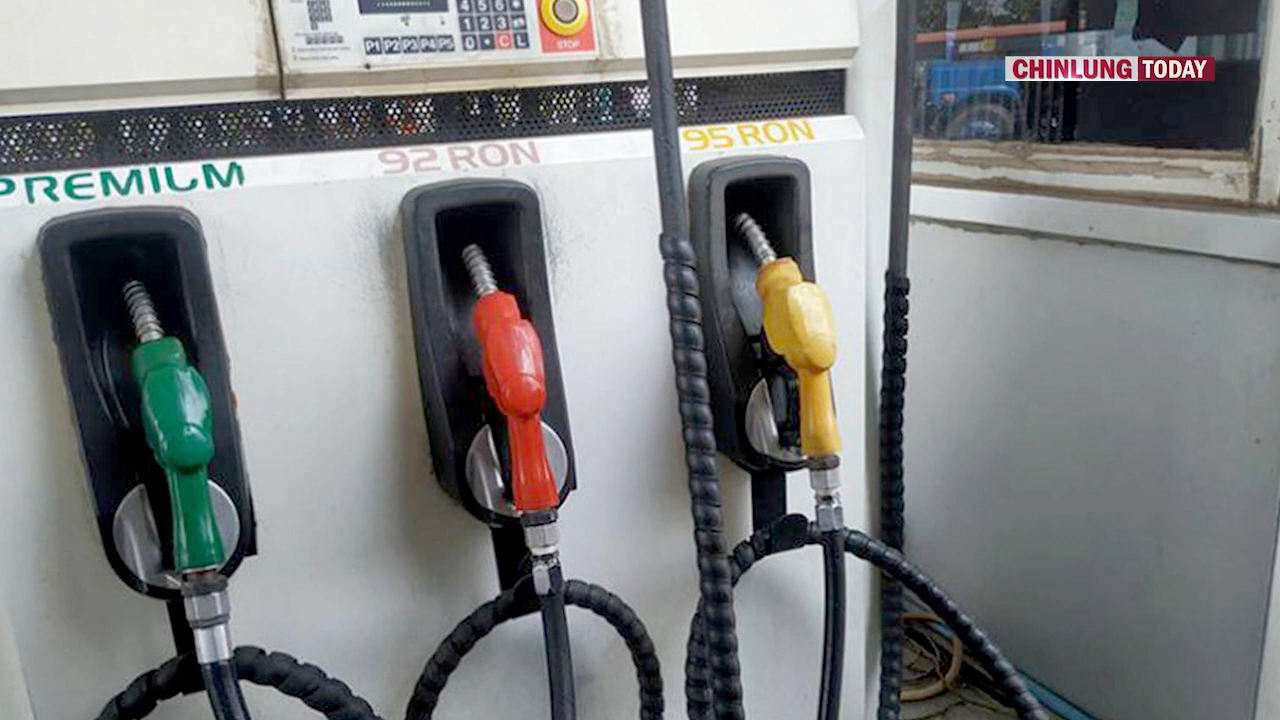 4 5 6
1 2 3
0 • C L
P1 P2 P3 P4 P5
STOP
CHINLUNG TODAY
PREMIUM
92 RON
95 RON